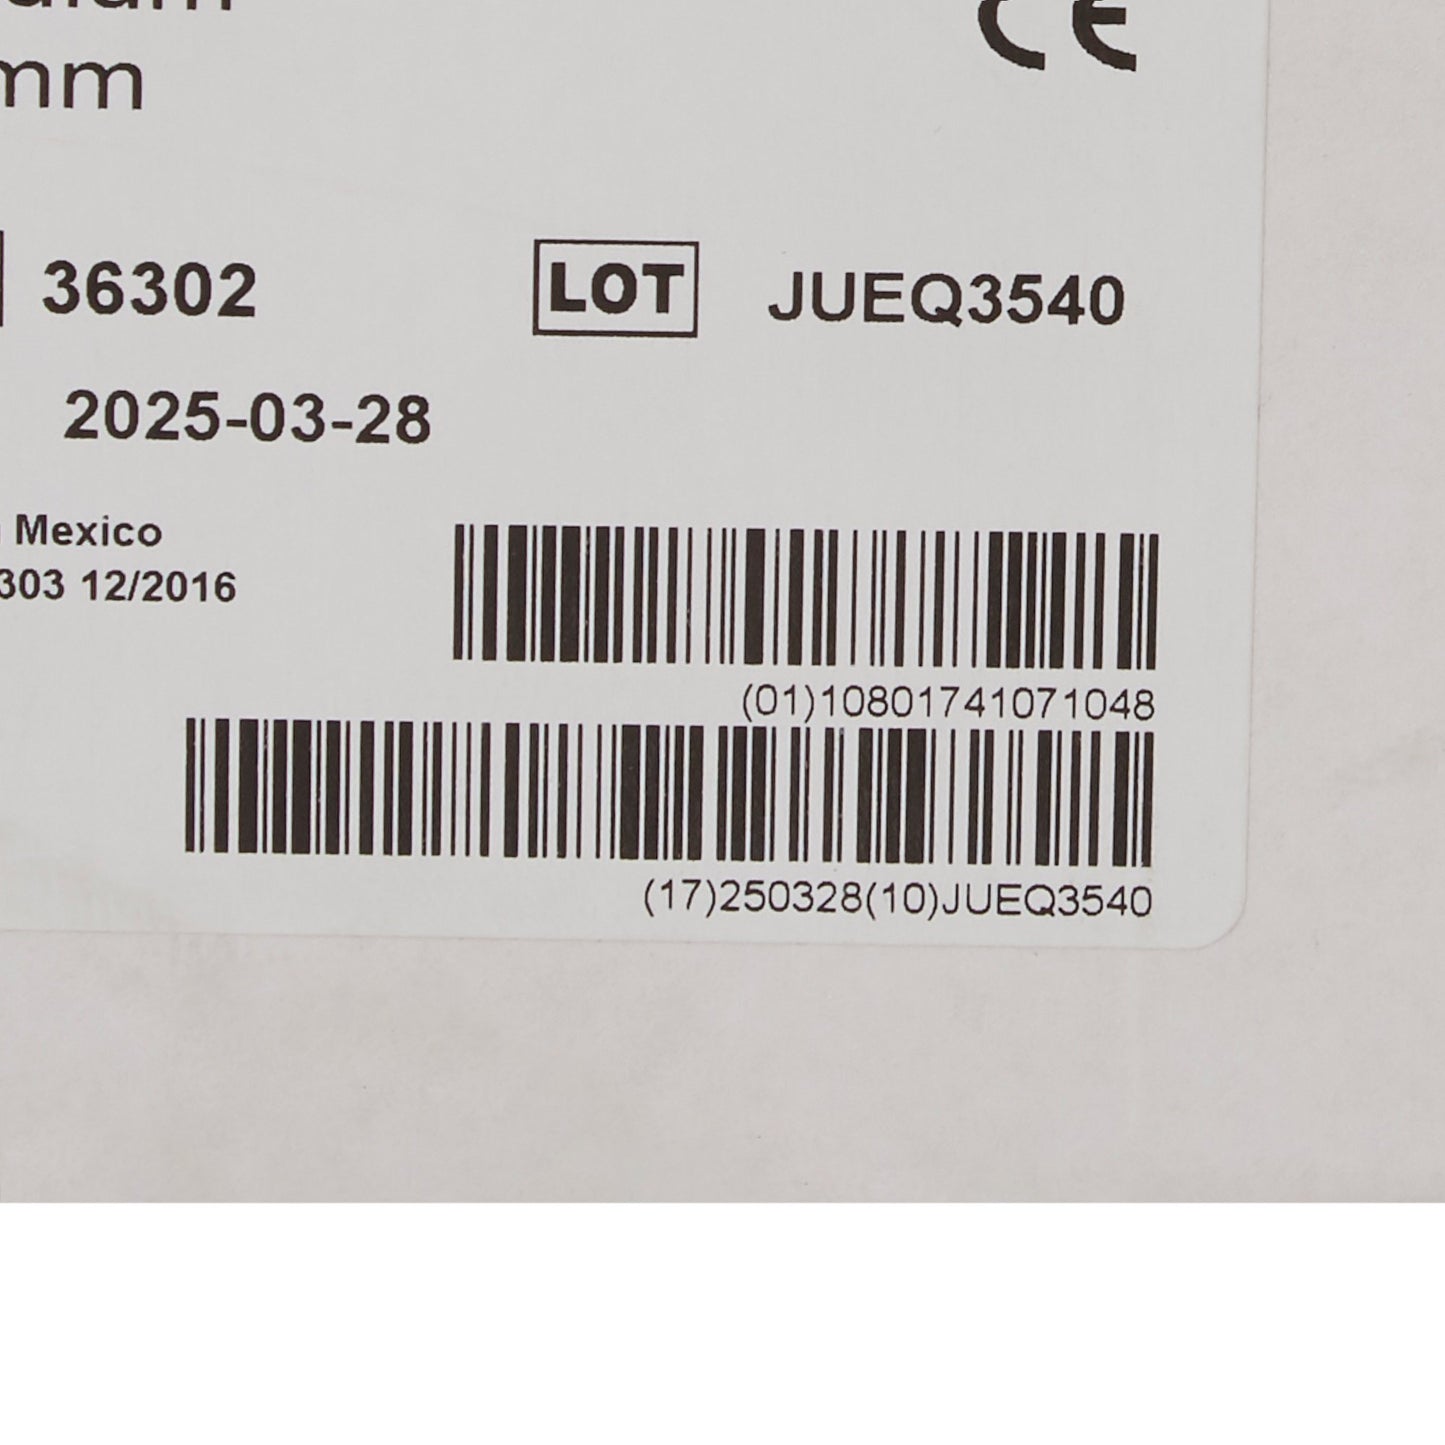 mm
36302 LOT JUEQ3540
2025-03-28
Mexico
303 12/2016
(01)10801741071048
(17)250328(10)JUEQ3540